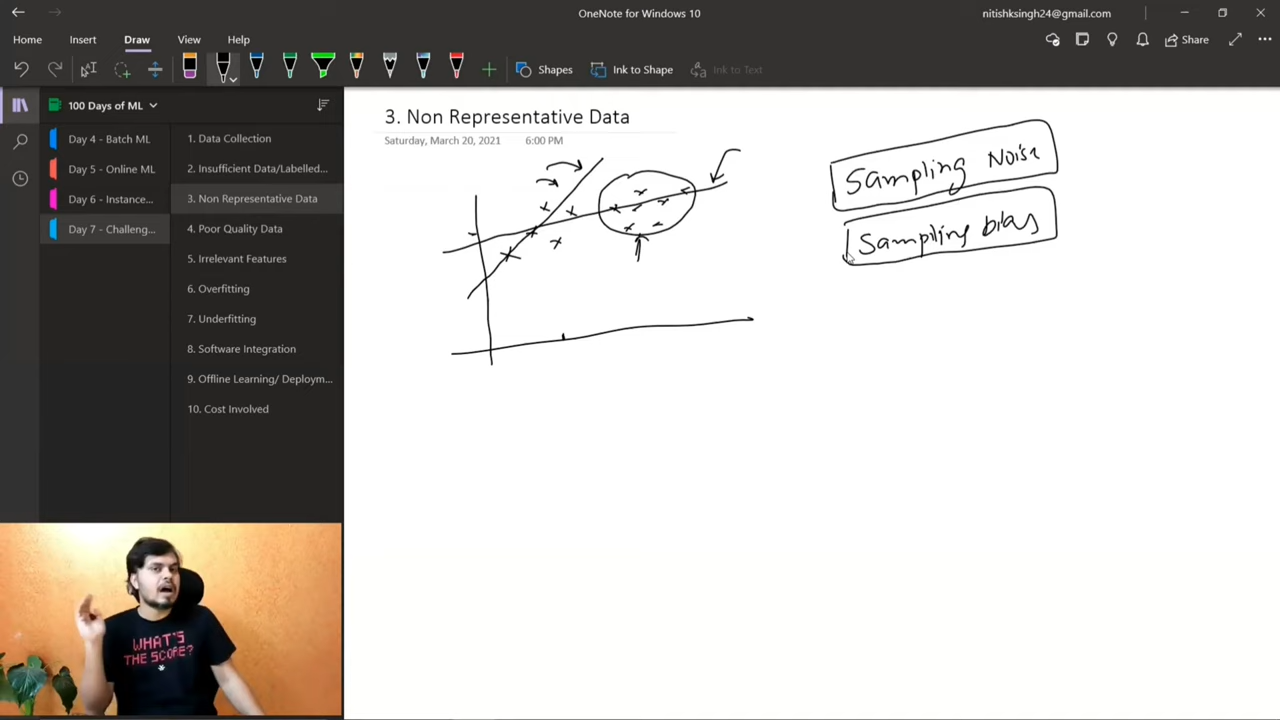 OneNote for Windows 10
nitishksingh24@gmail.com
Home
Insert
Draw
View
Help
Share
Shapes
Ink to Shape
Ink to Text
100 Days of ML
Day 4 - Batch ML
Day 5 - Online ML
Day 6 - Instance...
Day 7 - Challeng...
1. Data Collection
2. Insufficient Data/Labelled...
3. Non Representative Data
4. Poor Quality Data
5. Irrelevant Features
6. Overfitting
7. Underfitting
8. Software Integration
9. Offline Learning/ Deploym...
10. Cost Involved
3. Non Representative Data
Saturday, March 20, 2021 6:00 PM
Sampling Noise
Sampling bias
WHAT'S
THE SCORE?